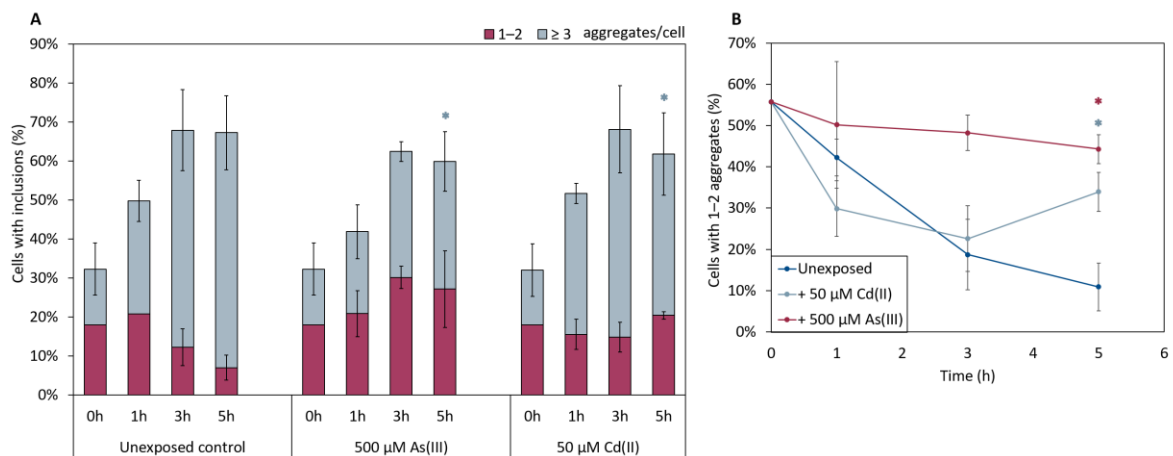 A
1–2 ≥ 3 aggregates/cell
90%
80%
70%
60%
50%
40%
30%
20%
10%
0%
Cells with inclusions (%)
*
*
0h 1h 3h 5h 0h 1h 3h 5h 0h 1h 3h 5h
Unexposed control 500 µM As(III) 50 µM Cd(II)
B
70%
60%
50%
40%
30%
20%
10%
0%
Cells with 1–2 aggregates (%)
*
*
Unexposed
+ 50 µM Cd(II)
+ 500 µM As(III)
0 1 2 3 4 5 6
Time (h)